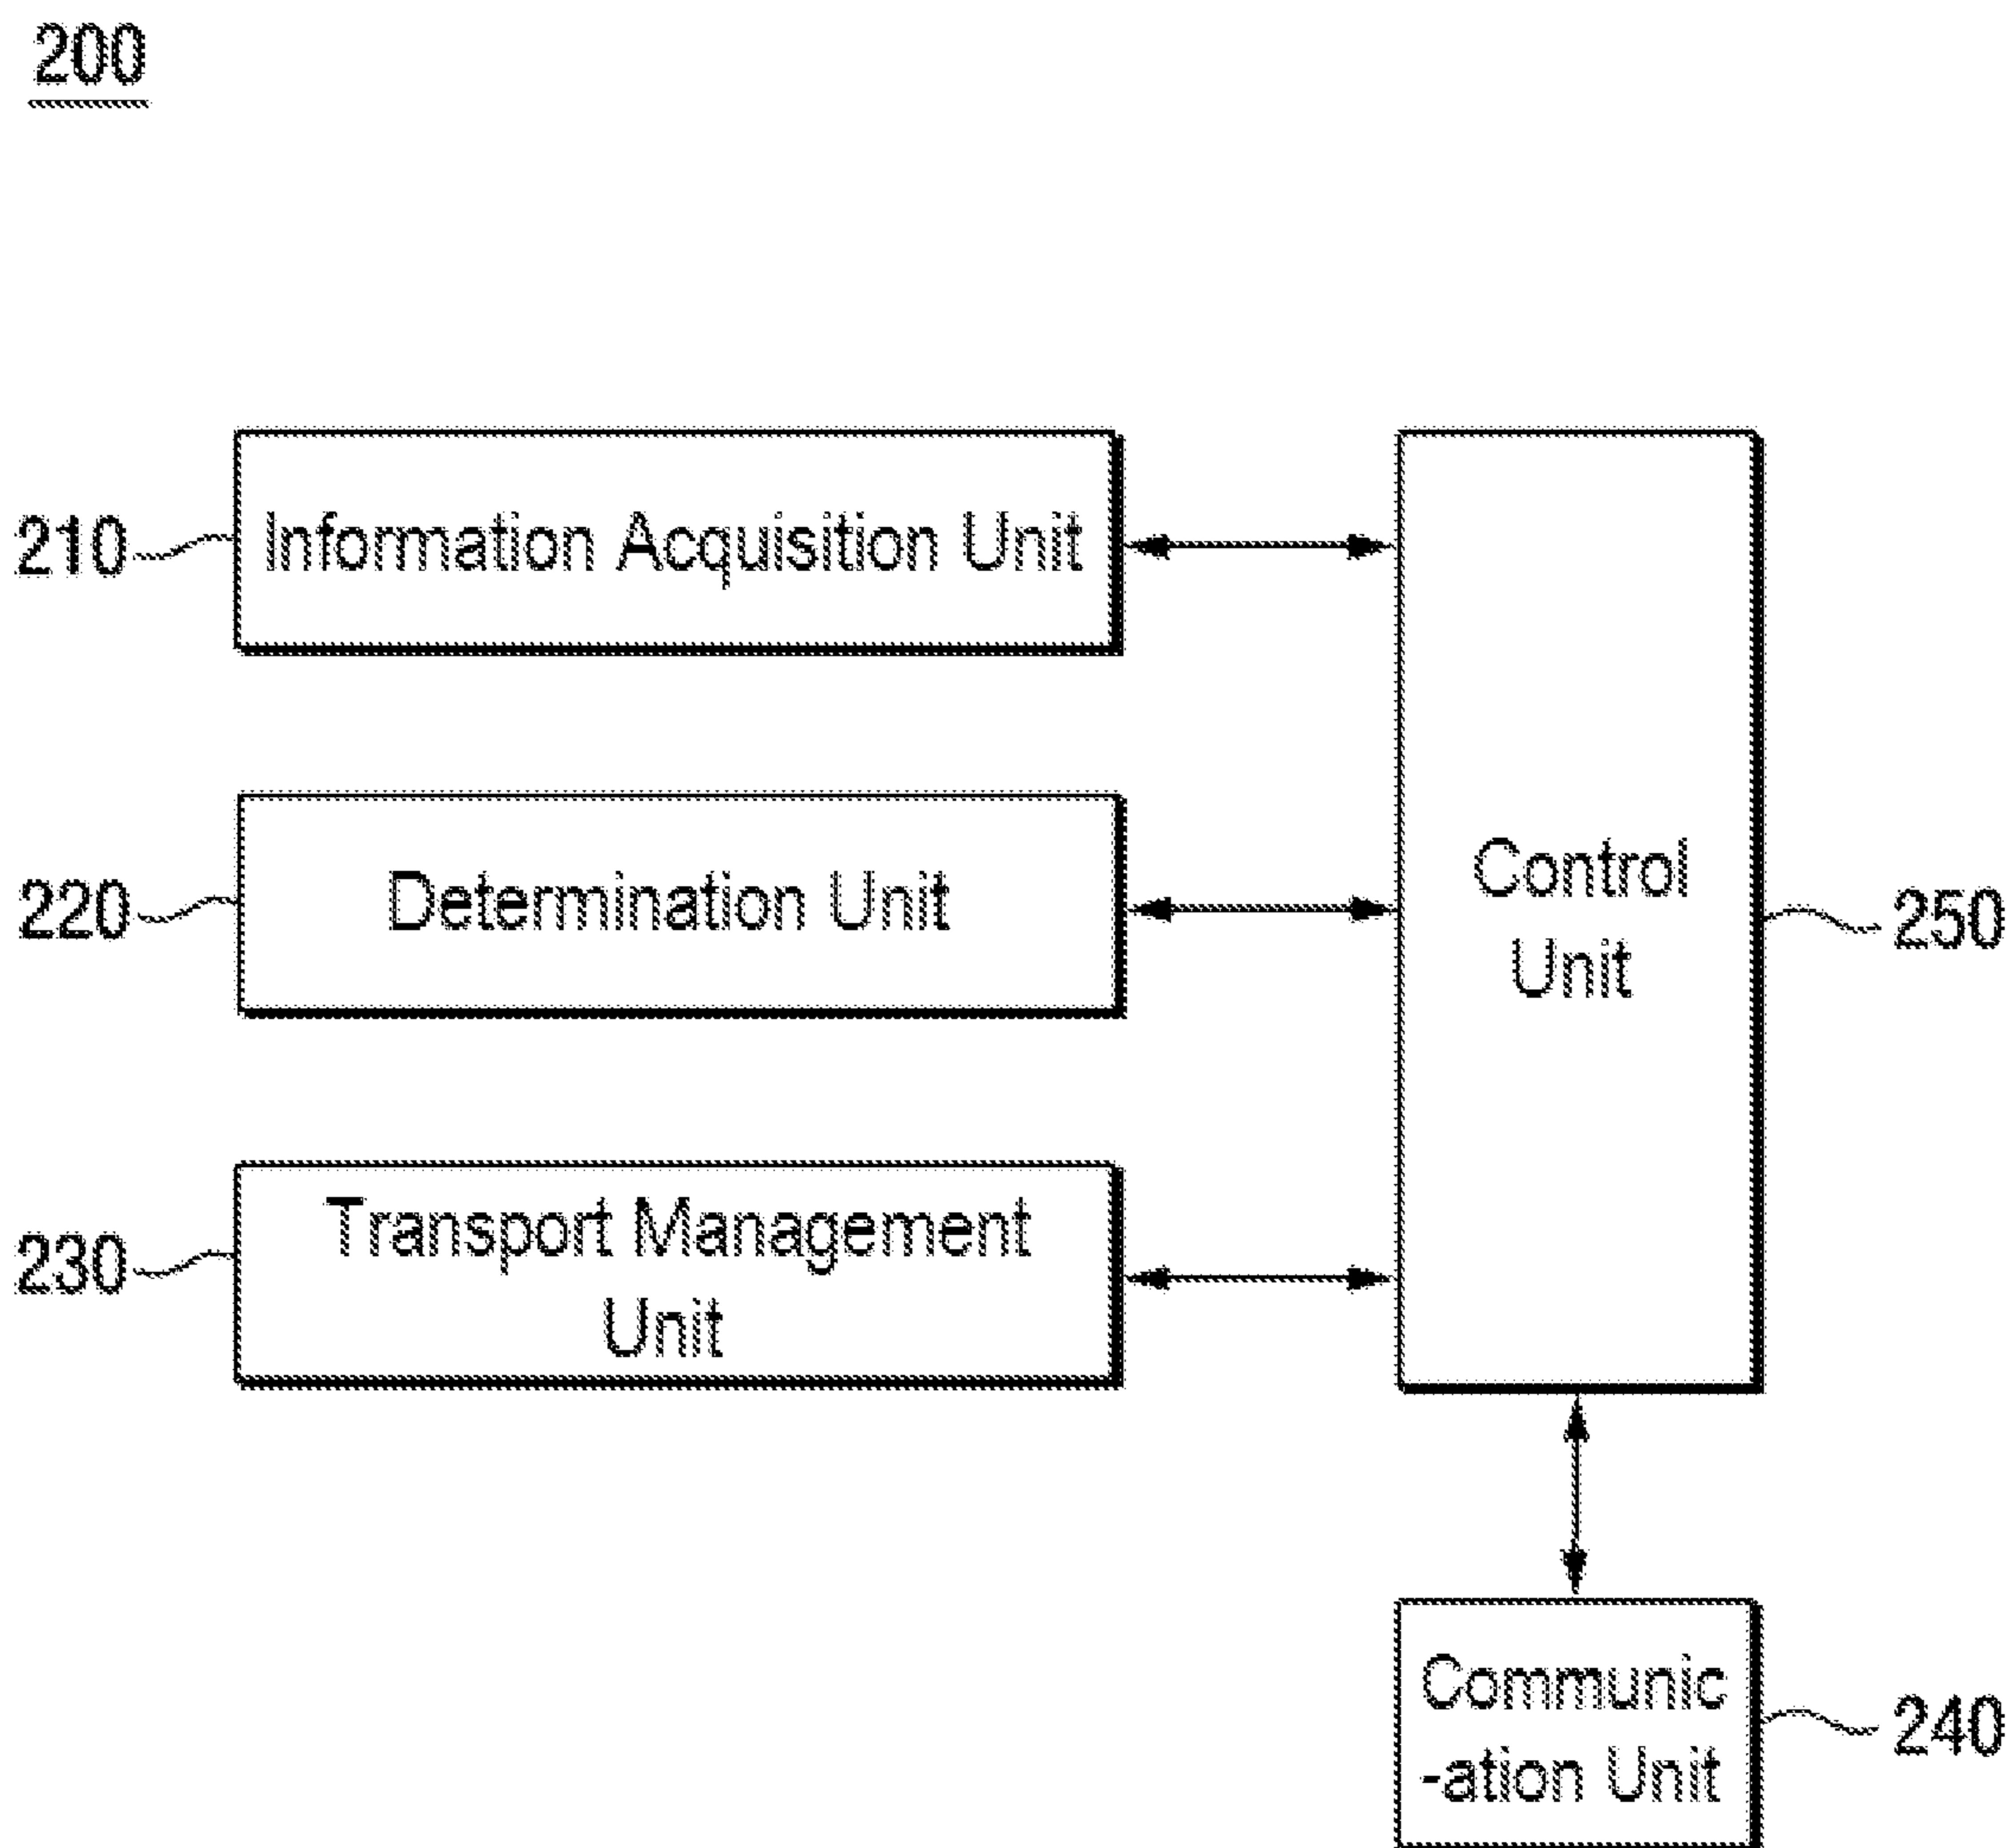 200
210
Information Acquisition Unit
220
Determination Unit
Control
Unit
250
230
Transport Management
Unit
Communic
-ation Unit
240